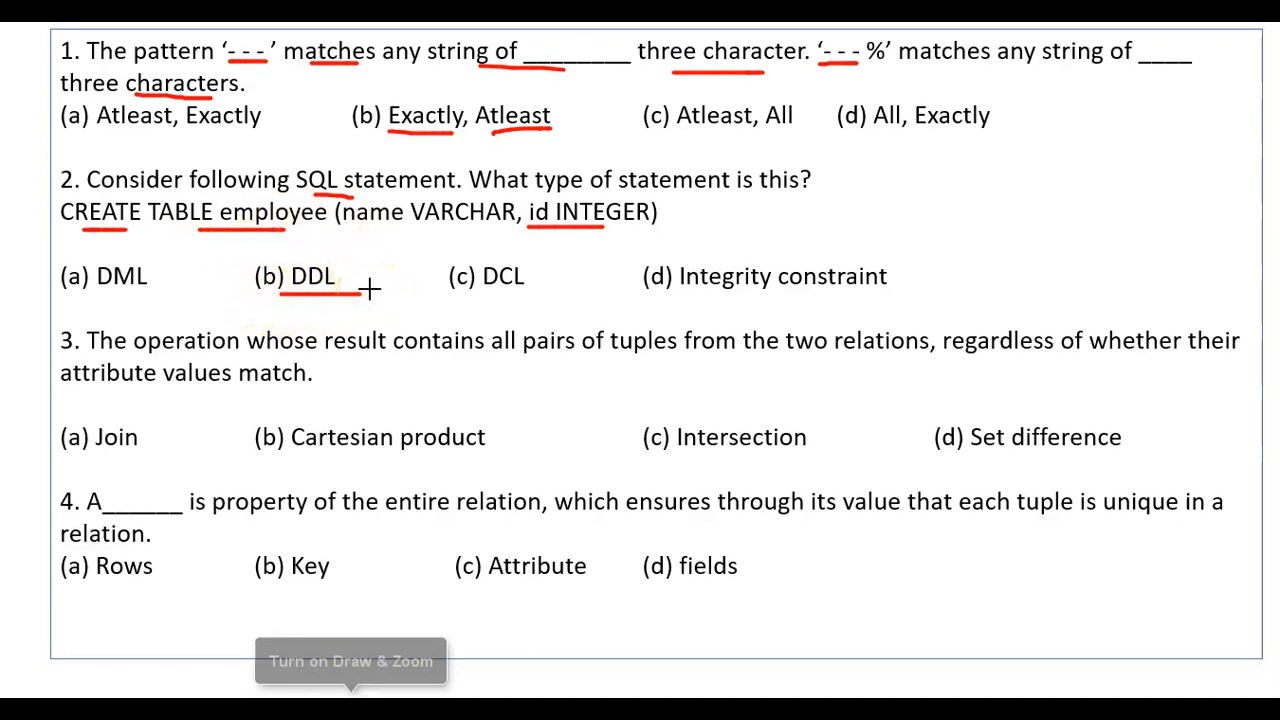 1. The pattern ‘- - - ’ matches any string of ________ three character. ‘- - - %’ matches any string of ____
three characters.
(a) Atleast, Exactly (b) Exactly, Atleast (c) Atleast, All (d) All, Exactly
2. Consider following SQL statement. What type of statement is this?
CREATE TABLE employee (name VARCHAR, id INTEGER)
(a) DML (b) DDL (c) DCL (d) Integrity constraint
3. The operation whose result contains all pairs of tuples from the two relations, regardless of whether their
attribute values match.
(a) Join (b) Cartesian product (c) Intersection (d) Set difference
4. A______ is property of the entire relation, which ensures through its value that each tuple is unique in a
relation.
(a) Rows (b) Key (c) Attribute (d) fields
Turn on Draw & Zoom